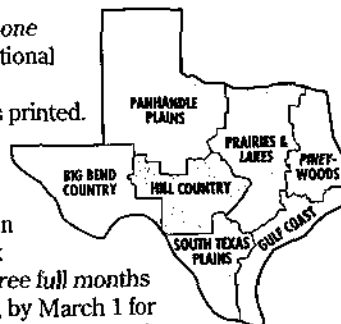 one
tional
s printed.
PANHANDLE
PLAINS
PRAIRIES &
LAKES
PINEY-
WOODS
BIG BEND
COUNTRY
HILL COUNTRY
GULF COAST
SOUTH TEXAS
PLAINS
n
ree full months
, by March 1 for